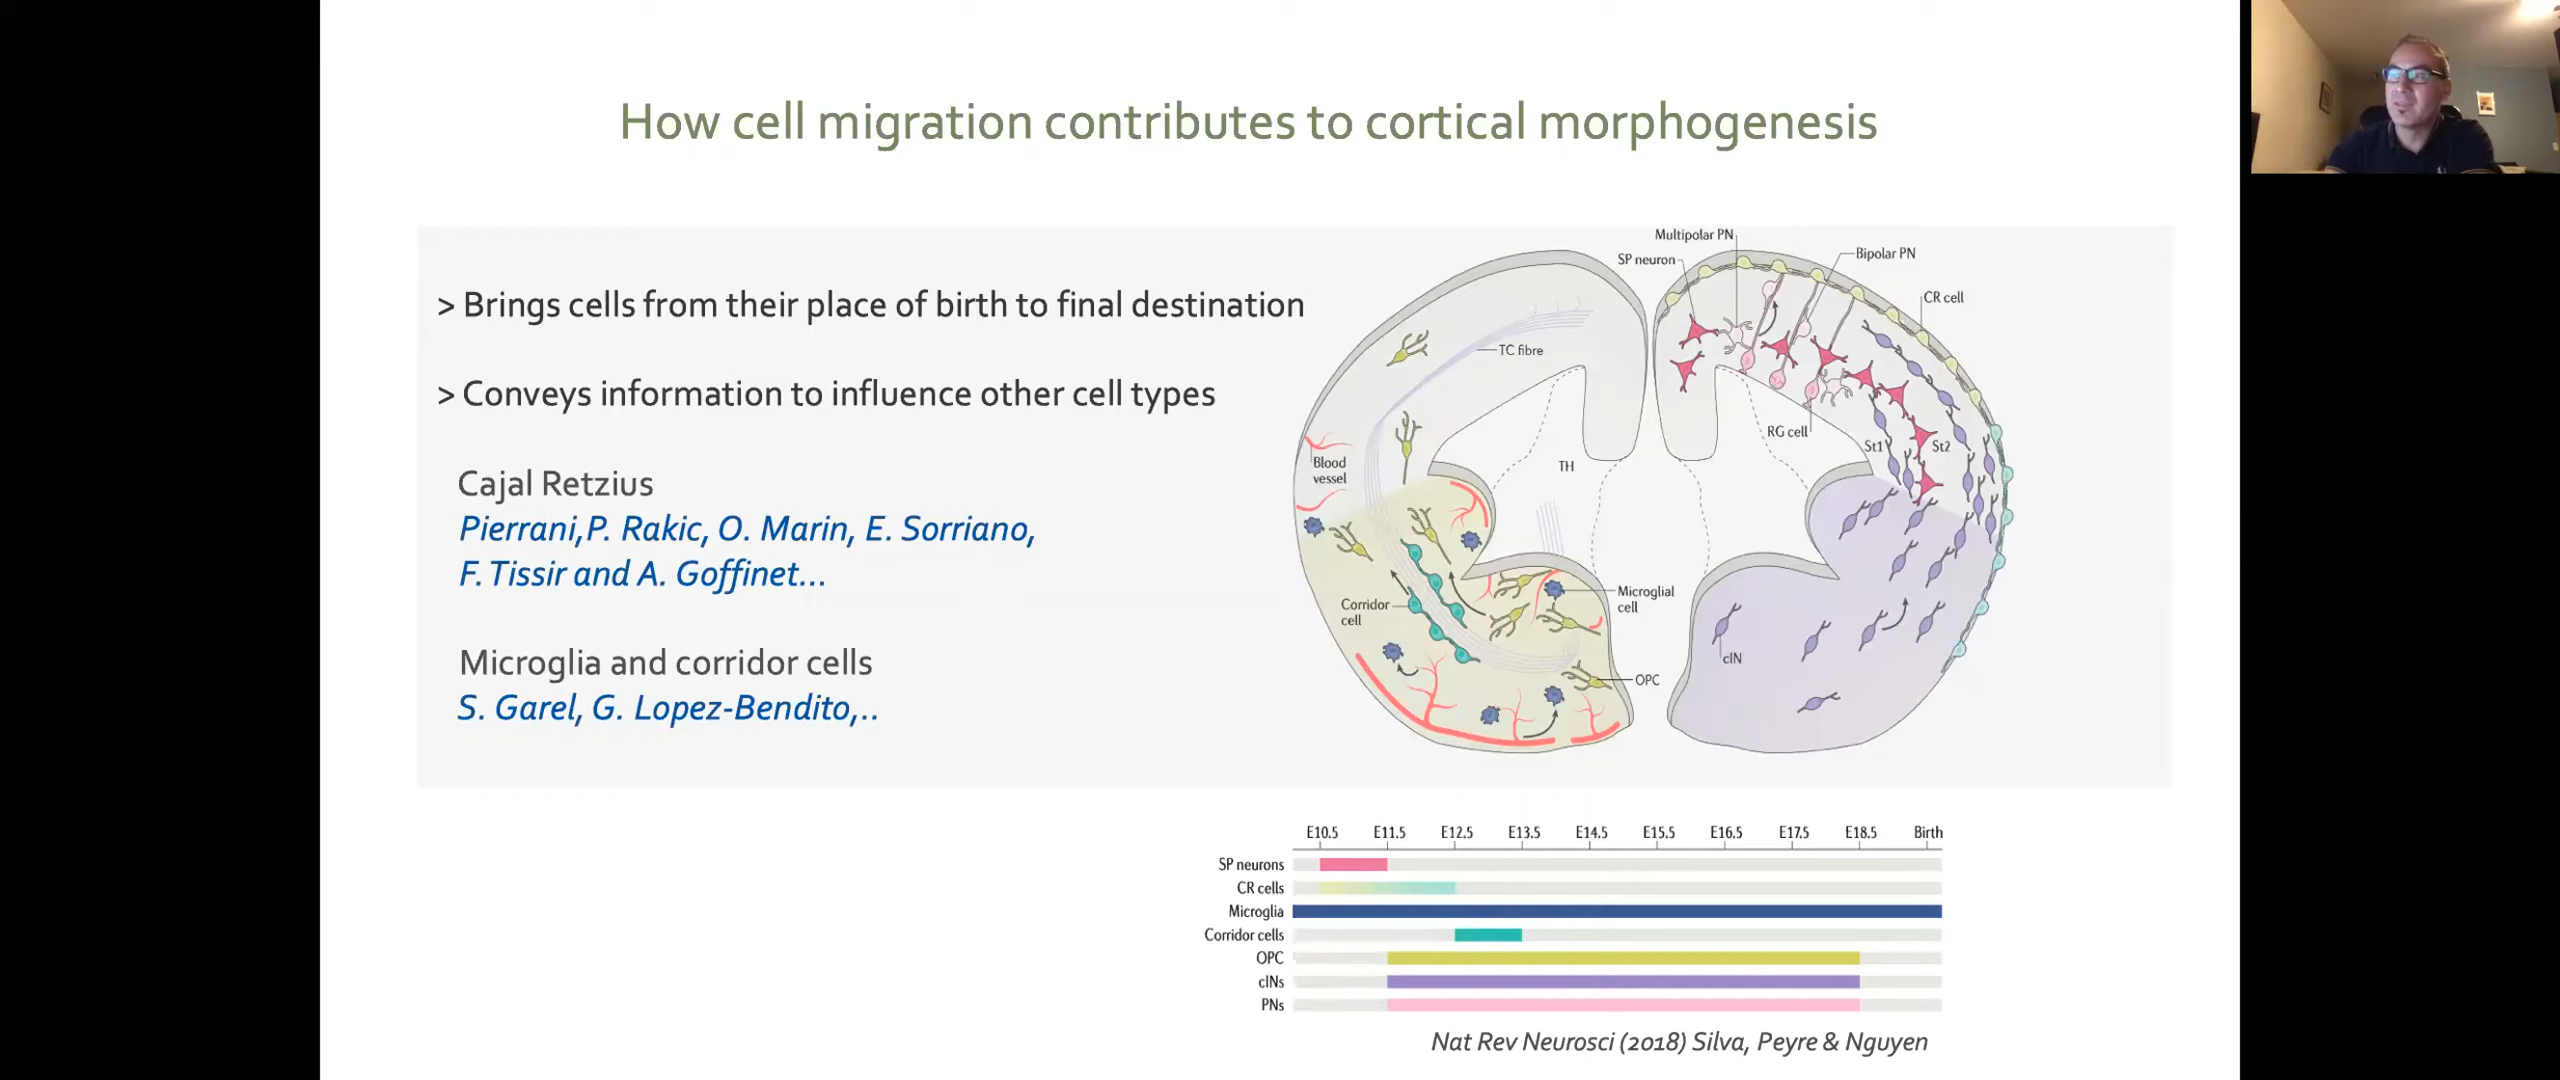 How cell migration contributes to cortical morphogenesis
> Brings cells from their place of birth to final destination
> Conveys information to influence other cell types
Cajal Retzius
Pierrani,P. Rakic, O. Marin, E. Sorriano,
F. Tissir and A. Goffinet...
Microglia and corridor cells
S. Garel, G. Lopez-Bendito,..
Multipolar PN
SP neuron
Bipolar PN
CR cell
TC fibre
RG cell
St1
St2
Blood
vessel
TH
Corridor
cell
Microglial
cell
cIN
OPC
E10.5 E11.5 E12.5 E13.5 E14.5 E15.5 E16.5 E17.5 E18.5 Birth
SP neurons
CR cells
Microglia
Corridor cells
OPC
cINs
PNs
Nat Rev Neurosci (2018) Silva, Peyre & Nguyen